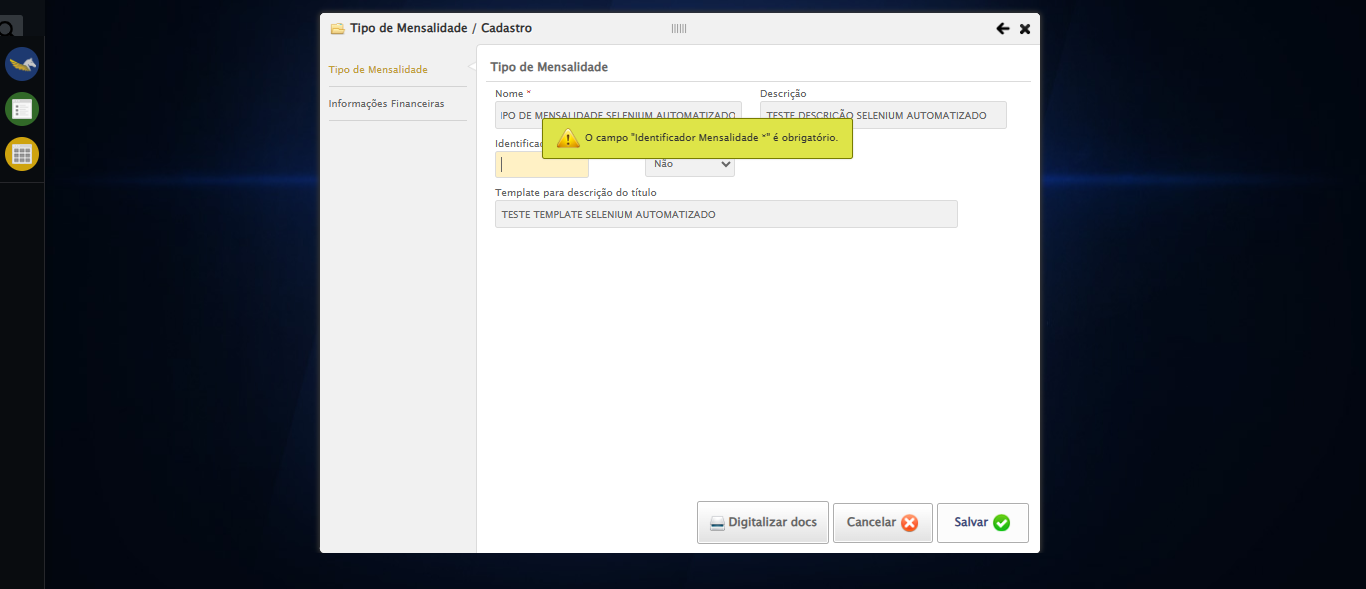 Tipo de Mensalidade / Cadastro
Tipo de Mensalidade
Informações Financeiras
Tipo de Mensalidade
Nome * Descrição
DE MENSALIDADE SELENIUM AUTOMATIZADO TESTE DESCRIÇÃO SELENIUM AUTOMATIZADO
O campo "Identificador Mensalidade *" é obrigatório.
Não
Template para descrição do título
TESTE TEMPLATE SELENIUM AUTOMATIZADO
Digitalizar docs Cancelar Salvar